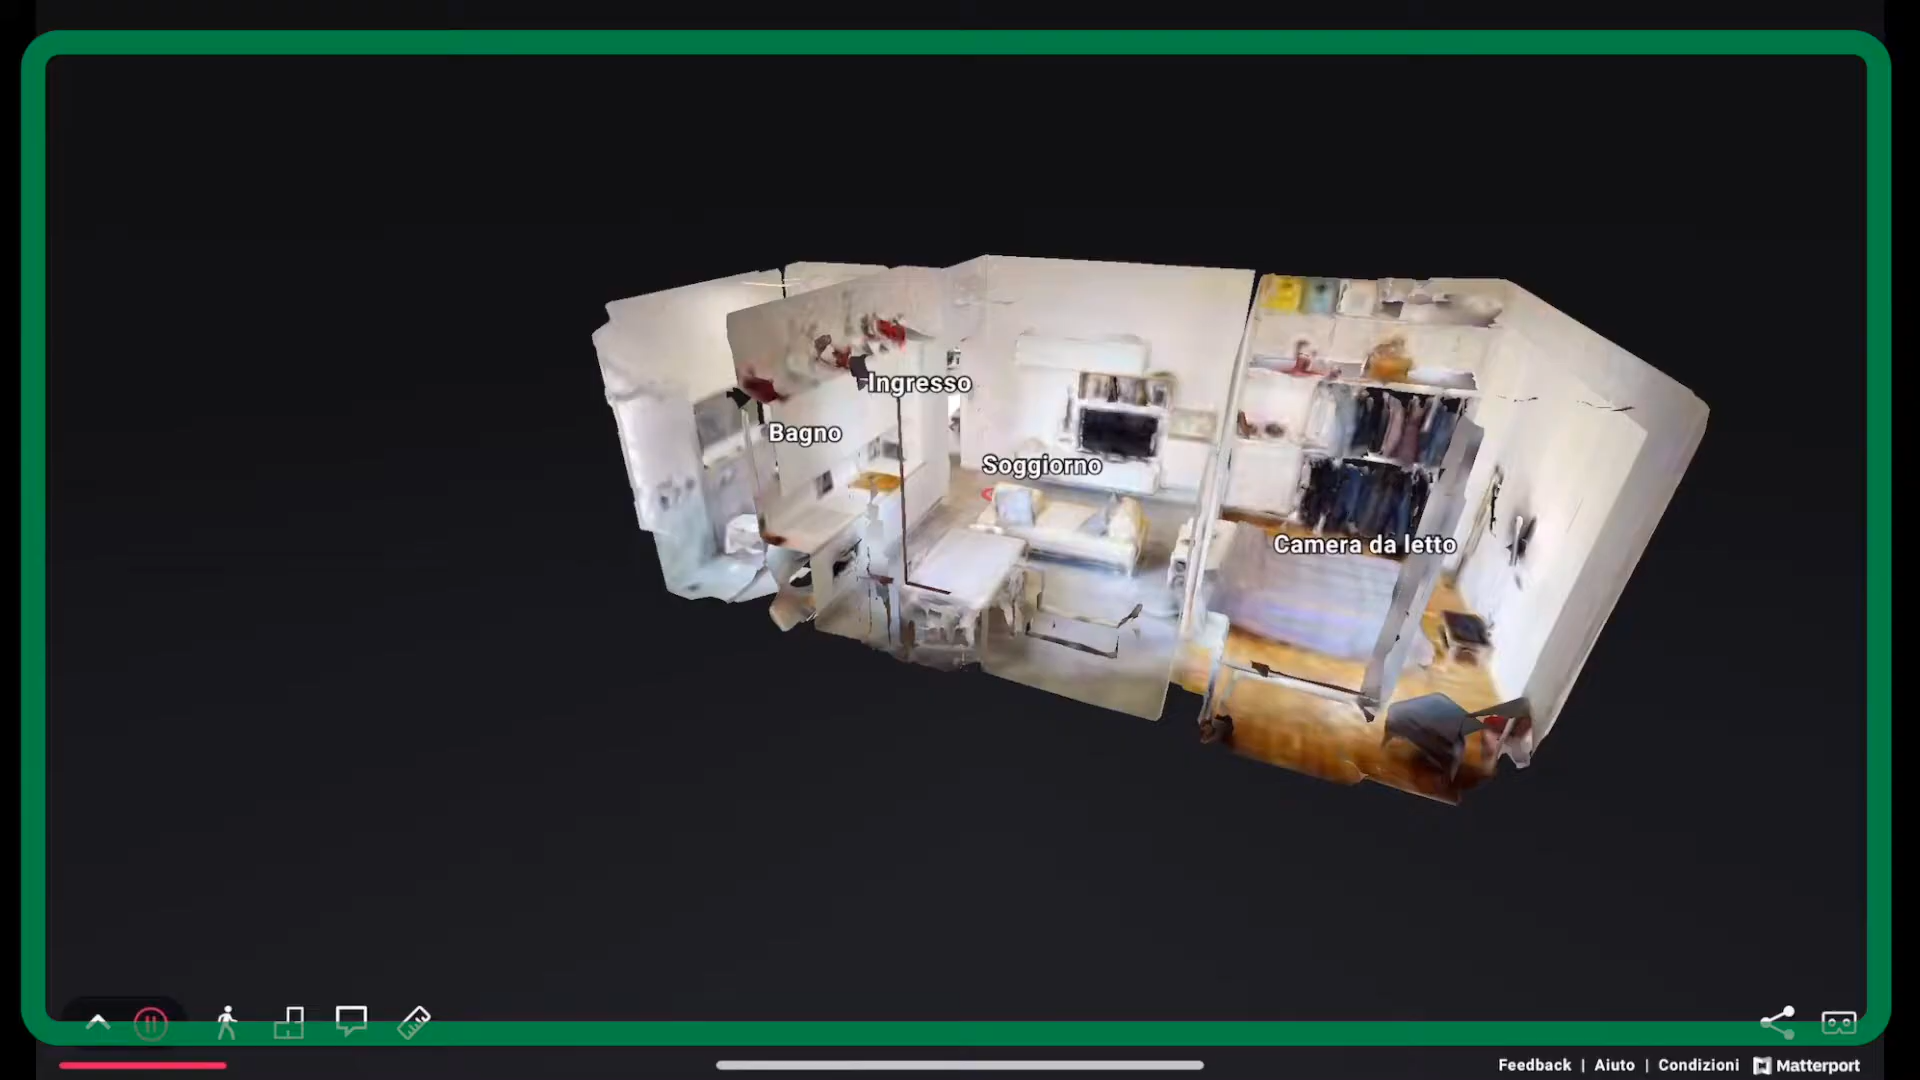 Ingresso
Bagno
Soggiorno
Camera da letto
Feedback | Aiuto | Condizioni Matterport